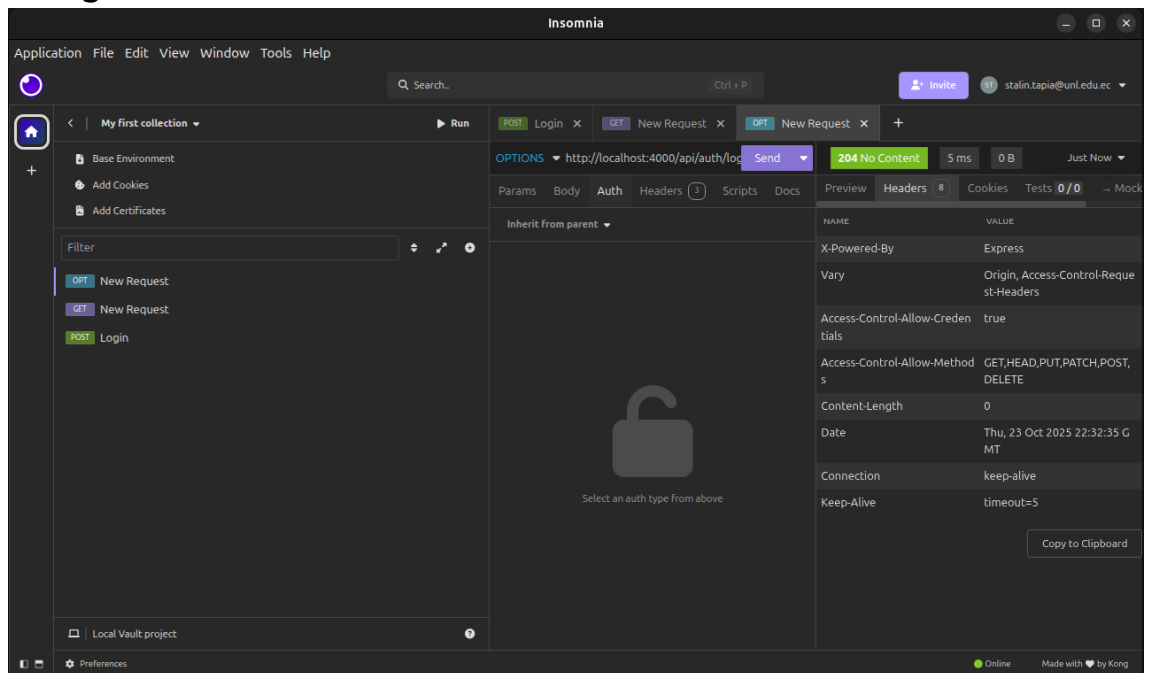 Insomnia
Application File Edit View Window Tools Help
Search..
Ctrl + P
Invite
ST
stalin.tapia@unl.edu.ec
My first collection
Run
POST Login
GET New Request
OPT New Request
Base Environment
Add Cookies
Add Certificates
Filter
OPT New Request
GET New Request
POST Login
OPTIONS http://localhost:4000/api/auth/log
Send
204 No Content
5 ms
0 B
Just Now
Params Body Auth Headers 3 Scripts Docs
Preview Headers 8 Cookies Tests 0 / 0 → Mock
Inherit from parent
Select an auth type from above
NAME VALUE
X-Powered-By Express
Vary Origin, Access-Control-Reque
st-Headers
Access-Control-Allow-Creden true
tials
Access-Control-Allow-Method GET,HEAD,PUT,PATCH,POST,
s DELETE
Content-Length 0
Date Thu, 23 Oct 2025 22:32:35 G
MT
Connection keep-alive
Keep-Alive timeout=5
Copy to Clipboard
Local Vault project
Preferences
Online
Made with ♥ by Kong